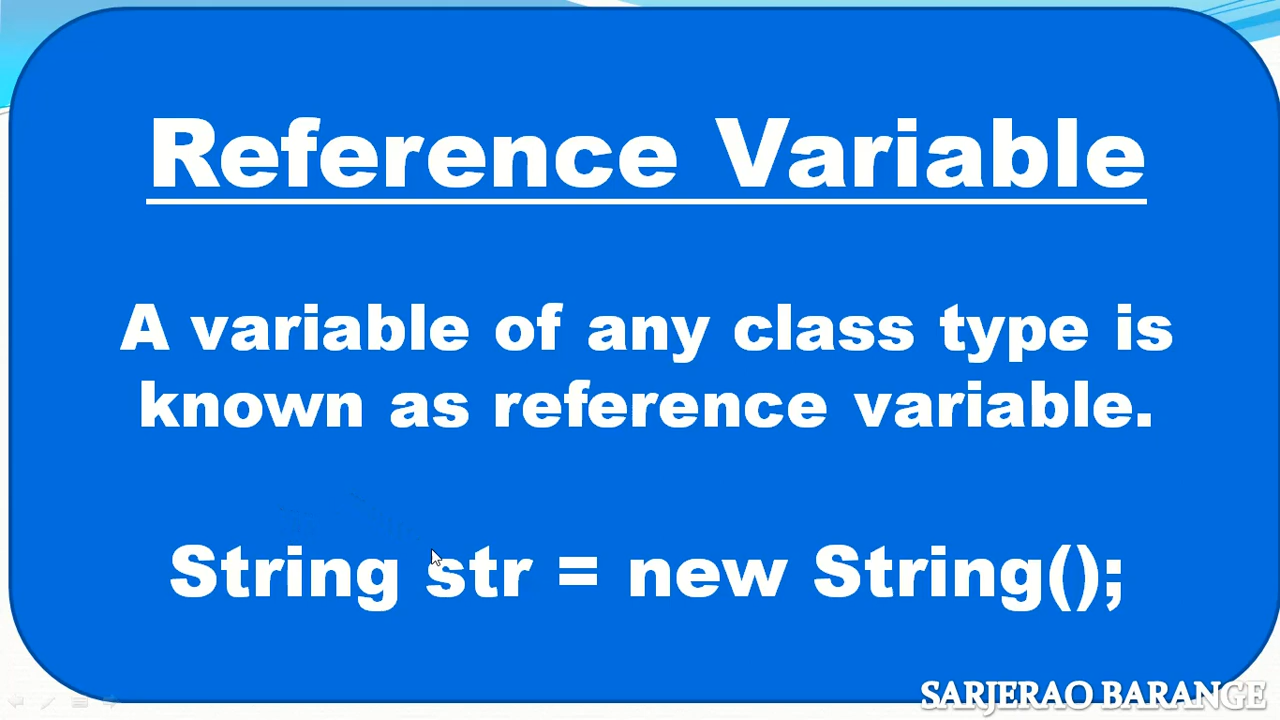 Reference Variable
A variable of any class type is
known as reference variable.
String str = new String();
SARJERAO BARANGE